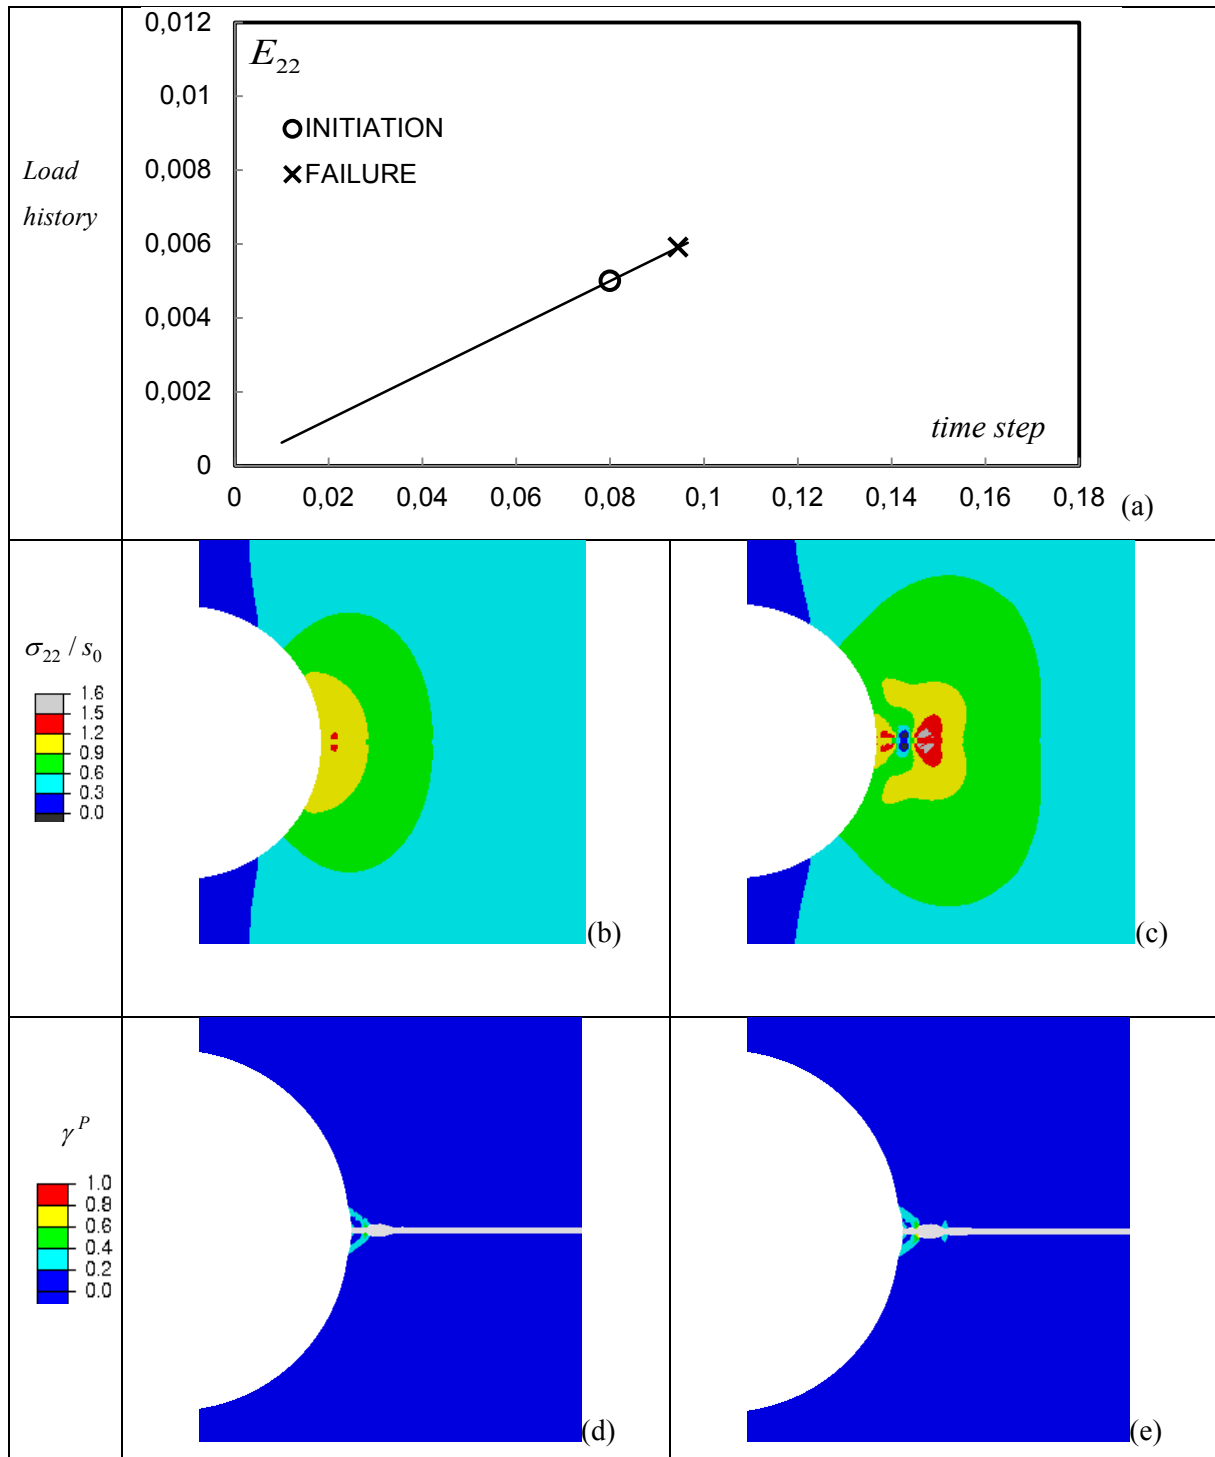 Load
history
0,012
0,01
0,008
0,006
0,004
0,002
0
E22
INITIATION
FAILURE
time step
0 0,02 0,04 0,06 0,08 0,1 0,12 0,14 0,16 0,18
(a)
σ22 / s0
1.6
1.5
1.2
0.9
0.6
0.3
0.0
(b)
(c)
γP
1.0
0.8
0.6
0.4
0.2
0.0
(d)
(e)